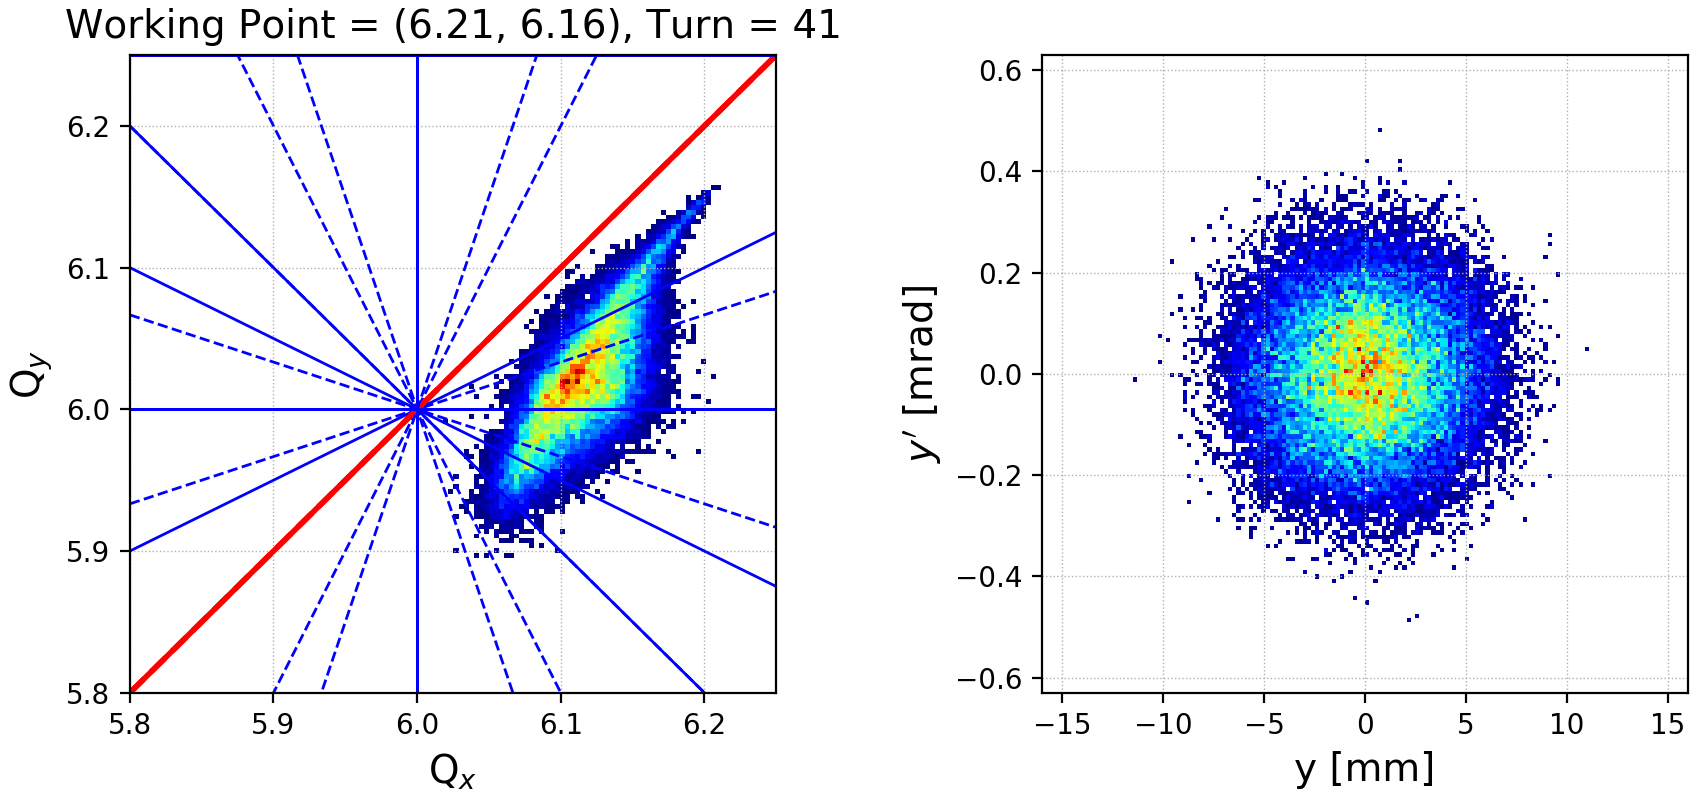 Working Point = (6.21, 6.16), Turn = 41
6.2
6.1
6.0
5.9
5.8
Q_y
5.8 5.9 6.0 6.1 6.2
Q_x
0.6
0.4
0.2
0.0
−0.2
−0.4
−0.6
y′ [mrad]
−15 −10 −5 0 5 10 15
y [mm]